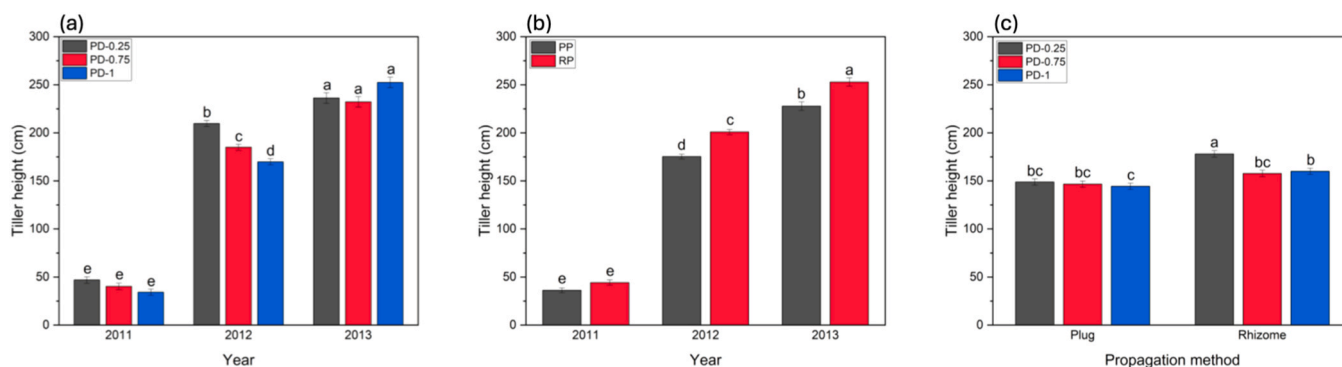 (a)
PD-0.25
PD-0.75
PD-1
Tiller height (cm)
300
250
200
150
100
50
0
e e e
b c d
a a a
2011 2012 2013
Year
(b)
PP
RP
Tiller height (cm)
300
250
200
150
100
50
0
e e
d c
b a
2011 2012 2013
Year
(c)
PD-0.25
PD-0.75
PD-1
Tiller height (cm)
300
250
200
150
100
50
0
bc bc c
a bc b
Plug Rhizome
Propagation method